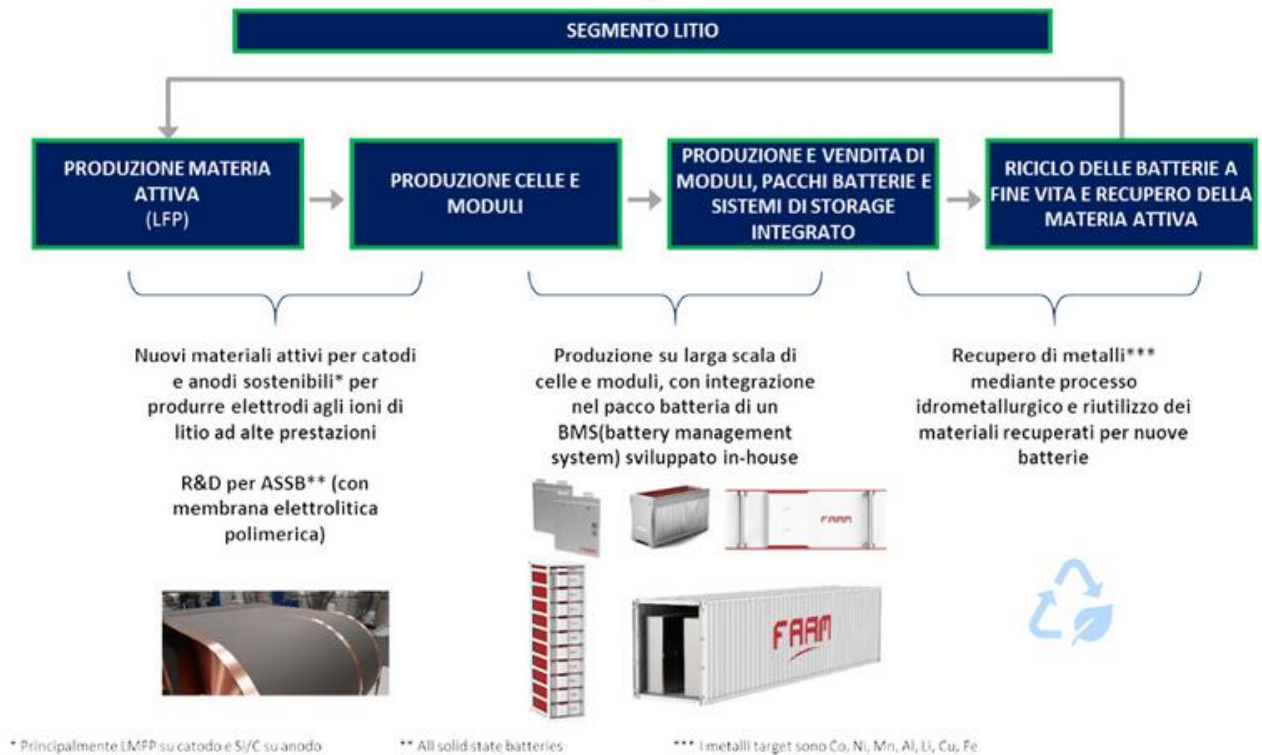 SEGMENTO LITIO
PRODUZIONE MATERIA
ATTIVA
(LFP)
PRODUZIONE CELLE E
MODULI
PRODUZIONE E VENDITA DI
MODULI, PACCHI BATTERIE E
SISTEMI DI STORAGE
INTEGRATO
RICICLO DELLE BATTERIE A
FINE VITA E RECUPERO DELLA
MATERIA ATTIVA
Nuovi materiali attivi per catodi
e anodi sostenibili* per
produrre elettrodi agli ioni di
litio ad alte prestazioni
R&D per ASSB** (con
membrana elettrolitica
polimerica)
Produzione su larga scala di
celle e moduli, con integrazione
nel pacco batteria di un
BMS(battery management
system) sviluppato in-house
Recupero di metalli***
mediante processo
idrometallurgico e riutilizzo dei
materiali recuperati per nuove
batterie
FAAM
FAAM
* Principalmente LMFP su catodo e Si/C su anodo
** All solid state batteries
*** I metalli target sono Co, Ni, Mn, Al, Li, Cu, Fe